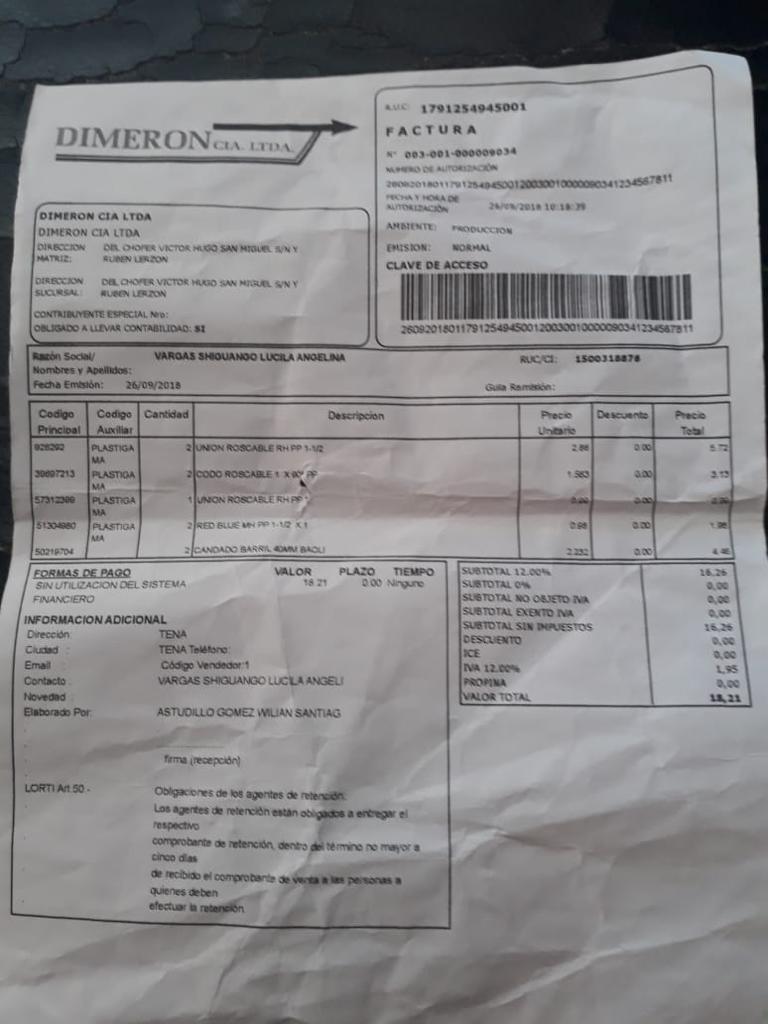 DIMERON CIA. LTDA.
R.U.C: 1791254945001
FACTURA
N° 003-001-000009034
NUMERO DE AUTORIZACIÓN
2609201801179125494500120030010000090341234567811
FECHA Y HORA DE
AUTORIZACIÓN 26/09/2018 10:18:39
AMBIENTE: PRODUCCION
EMISION: NORMAL
CLAVE DE ACCESO
2609201801179125494500120030010000090341234567811
DIMERON CIA LTDA
DIMERON CIA LTDA
DIRECCION MATRIZ: DEL CHOFER VICTOR HUGO SAN MIGUEL S/N Y
RUBEN LERZON
DIRECCION SUCURSAL: DEL CHOFER VICTOR HUGO SAN MIGUEL S/N Y
RUBEN LERZON
CONTRIBUYENTE ESPECIAL Nro:
OBLIGADO A LLEVAR CONTABILIDAD: SI
Razón Social/ VARGAS SHIGUANGO LUCILA ANGELINA RUC/CI: 1500318878
Nombres y Apellidos:
Fecha Emisión: 26/09/2018 Guia Remisión:
Codigo Principal Codigo Auxiliar Cantidad Descripcion Precio Unitario Descuento Precio Total
PLASTIGAMA 2 UNION ROSCABLE RH PP 1-1/2 2.86 0.00 5.72
39697213 PLASTIGAMA 2 CODO ROSCABLE 1 X 90° PP 1.563 0.00 3.13
PLASTIGAMA 1 UNION ROSCABLE RH PP 0.00
51304980 PLASTIGAMA 2 RED BLUE MH PP 1-1/2 X 1 0.98 0.00 1.96
50219704 2 CANDADO BARRIL 40MM BAOLI 2.232 0.00 4.46
FORMAS DE PAGO VALOR PLAZO TIEMPO
SIN UTILIZACION DEL SISTEMA 18.21 0.00 Ninguno
FINANCIERO
INFORMACION ADICIONAL
Dirección: TENA
Ciudad : TENA Teléfono:
Email : Código Vendedor:1
Contacto : VARGAS SHIGUANGO LUCILA ANGELI
Novedad :
Elaborado Por: ASTUDILLO GOMEZ WILIAN SANTIAG
firma (recepción)
LORTI Art.50.- Obligaciones de los agentes de retención.
Los agentes de retención están obligados a entregar el
respectivo
comprobante de retención, dentro del término no mayor a
cinco días
de recibido el comprobante de venta a las personas a
quienes deben
efectuar la retención
SUBTOTAL 12.00% 16,26
SUBTOTAL 0% 0,00
SUBTOTAL NO OBJETO IVA 0,00
SUBTOTAL EXENTO IVA 0,00
SUBTOTAL SIN IMPUESTOS 16,26
DESCUENTO 0,00
ICE 0,00
IVA 12.00% 1,95
PROPINA 0,00
VALOR TOTAL 18,21